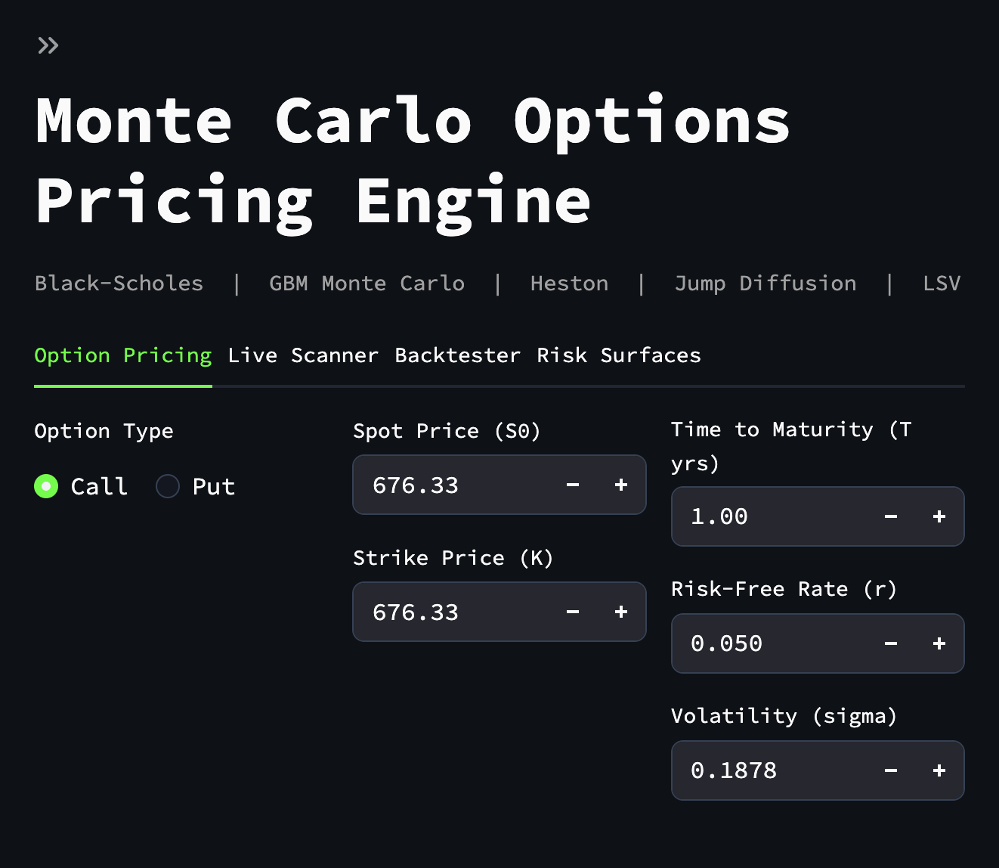 Monte Carlo Options
Pricing Engine
Black-Scholes | GBM Monte Carlo | Heston | Jump Diffusion | LSV
Option Pricing Live Scanner Backtester Risk Surfaces
Option Type
Call Put
Spot Price (S0)
676.33 - +
Strike Price (K)
676.33 - +
Time to Maturity (T
yrs)
1.00 - +
Risk-Free Rate (r)
0.050 - +
Volatility (sigma)
0.1878 - +